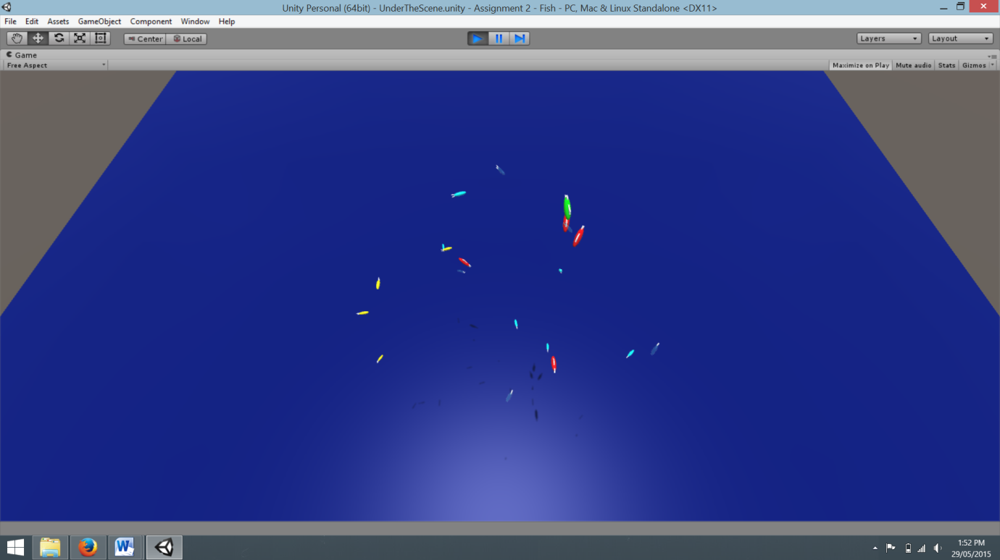 Unity Personal (64bit) - UnderTheScene.unity - Assignment 2 - Fish - PC, Mac & Linux Standalone <DX11>
File Edit Assets GameObject Component Window Help
Center Local Layers Layout
Game
Free Aspect Maximize on Play Mute audio Stats Gizmos
1:52 PM
29/05/2015